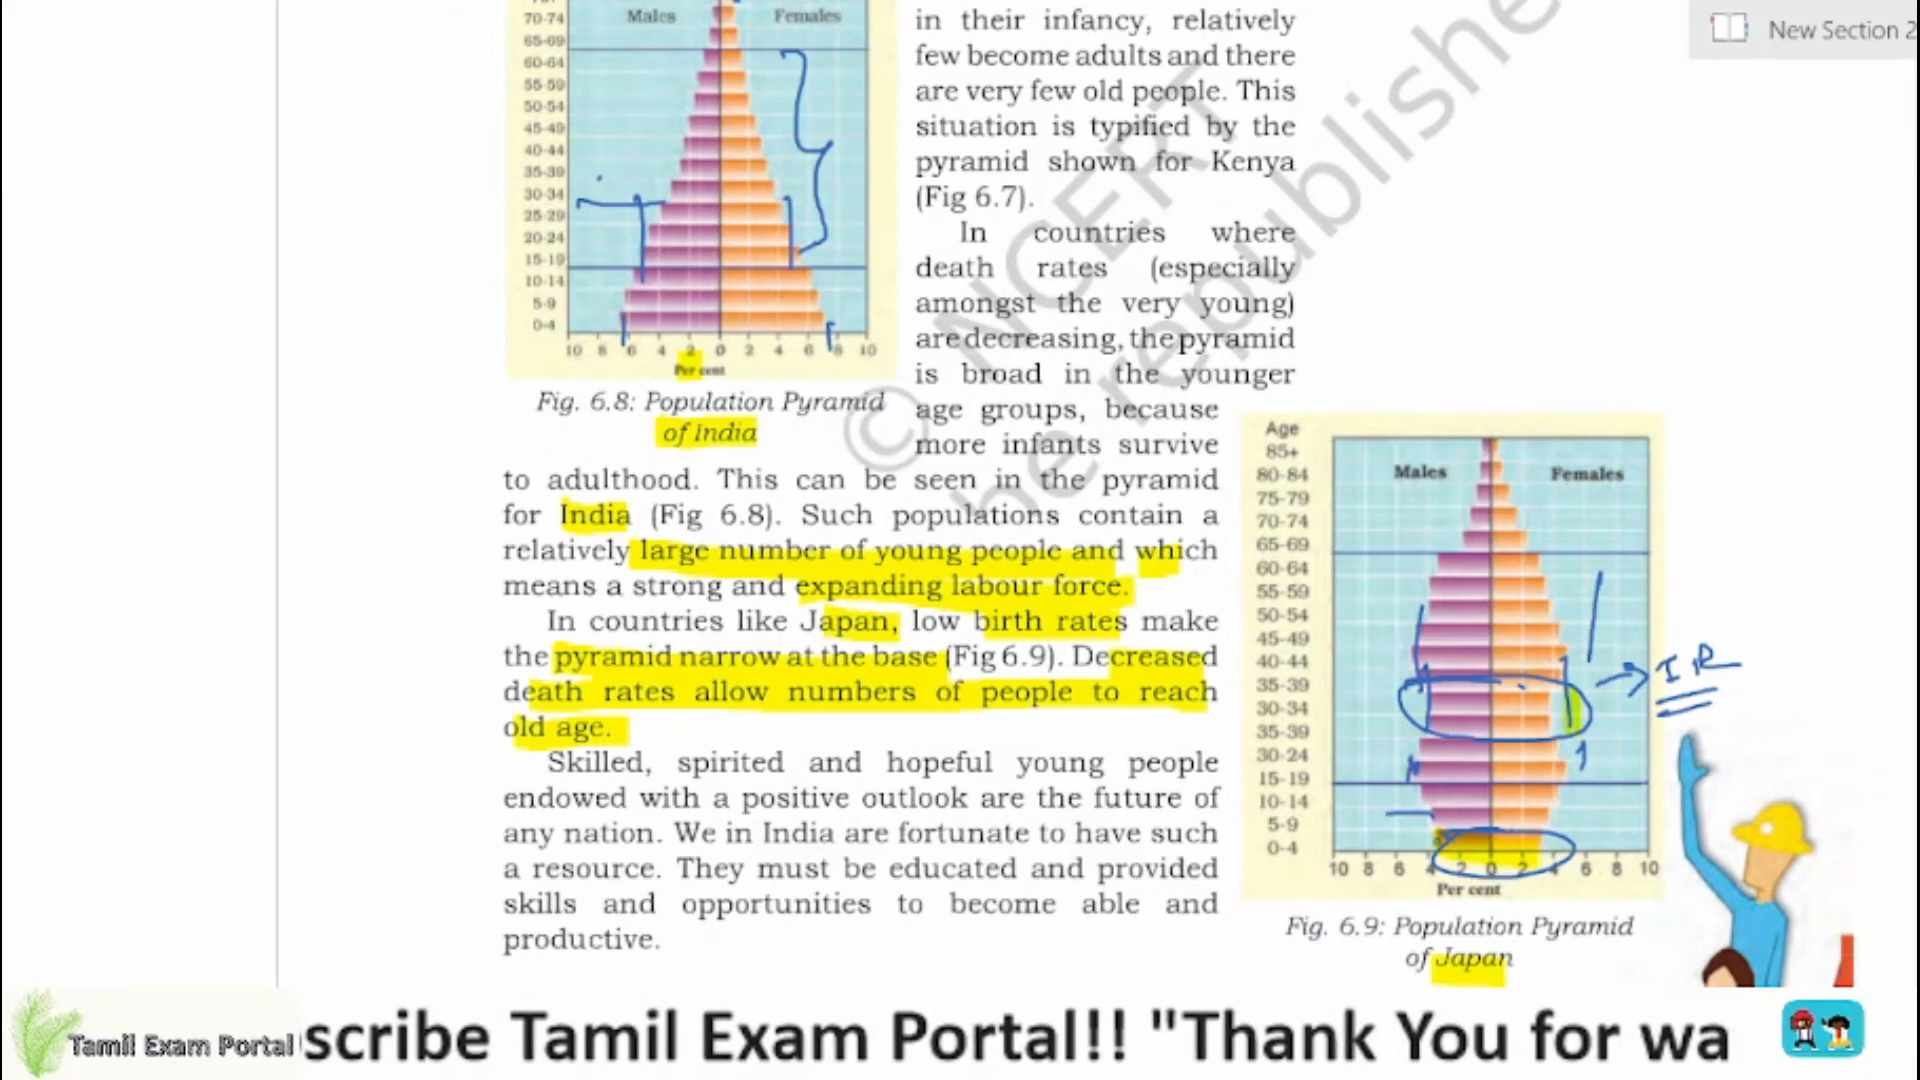 New Section 2
70-74
65-69
60-64
55-59
50-54
45-49
40-44
35-39
30-34
25-29
20-24
15-19
10-14
5-9
0-4
Males
Females
10 8 6 4 2 0 2 4 6 8 10
Per cent
Fig. 6.8: Population Pyramid
of India
in their infancy, relatively
few become adults and there
are very few old people. This
situation is typified by the
pyramid shown for Kenya
(Fig 6.7).
In countries where
death rates (especially
amongst the very young)
are decreasing, the pyramid
is broad in the younger
age groups, because
more infants survive
to adulthood. This can be seen in the pyramid
for India (Fig 6.8). Such populations contain a
relatively large number of young people and which
means a strong and expanding labour force.
In countries like Japan, low birth rates make
the pyramid narrow at the base (Fig 6.9). Decreased
death rates allow numbers of people to reach
old age.
Skilled, spirited and hopeful young people
endowed with a positive outlook are the future of
any nation. We in India are fortunate to have such
a resource. They must be educated and provided
skills and opportunities to become able and
productive.
© NCERT
be republishe
Age
85+
80-84
75-79
70-74
65-69
60-64
55-59
50-54
45-49
40-44
35-39
30-34
35-39
30-24
15-19
10-14
5-9
0-4
Males
Females
10 8 6 4 2 0 2 4 6 8 10
Per cent
IR
Fig. 6.9: Population Pyramid
of Japan
Tamil Exam Portal
scribe Tamil Exam Portal!! "Thank You for wa